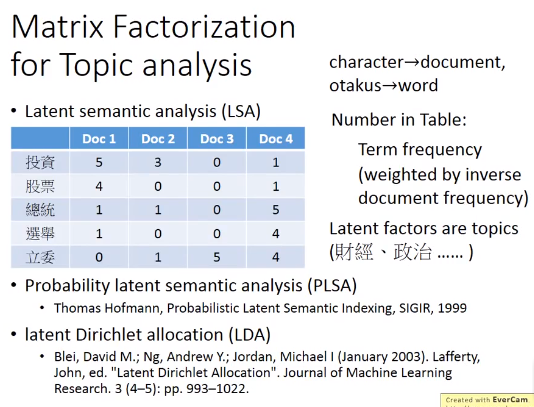 Matrix Factorization
for Topic analysis
• Latent semantic analysis (LSA)
Doc 1 Doc 2 Doc 3 Doc 4
投資 5 3 0 1
股票 4 0 0 1
總統 1 1 0 5
選舉 1 0 0 4
立委 0 1 5 4
character→document,
otakus→word
Number in Table:
Term frequency
(weighted by inverse
document frequency)
Latent factors are topics
(財經、政治 …… )
• Probability latent semantic analysis (PLSA)
• Thomas Hofmann, Probabilistic Latent Semantic Indexing, SIGIR, 1999
• latent Dirichlet allocation (LDA)
• Blei, David M.; Ng, Andrew Y.; Jordan, Michael I (January 2003). Lafferty,
John, ed. "Latent Dirichlet Allocation". Journal of Machine Learning
Research. 3 (4–5): pp. 993–1022.
Created with EverCam